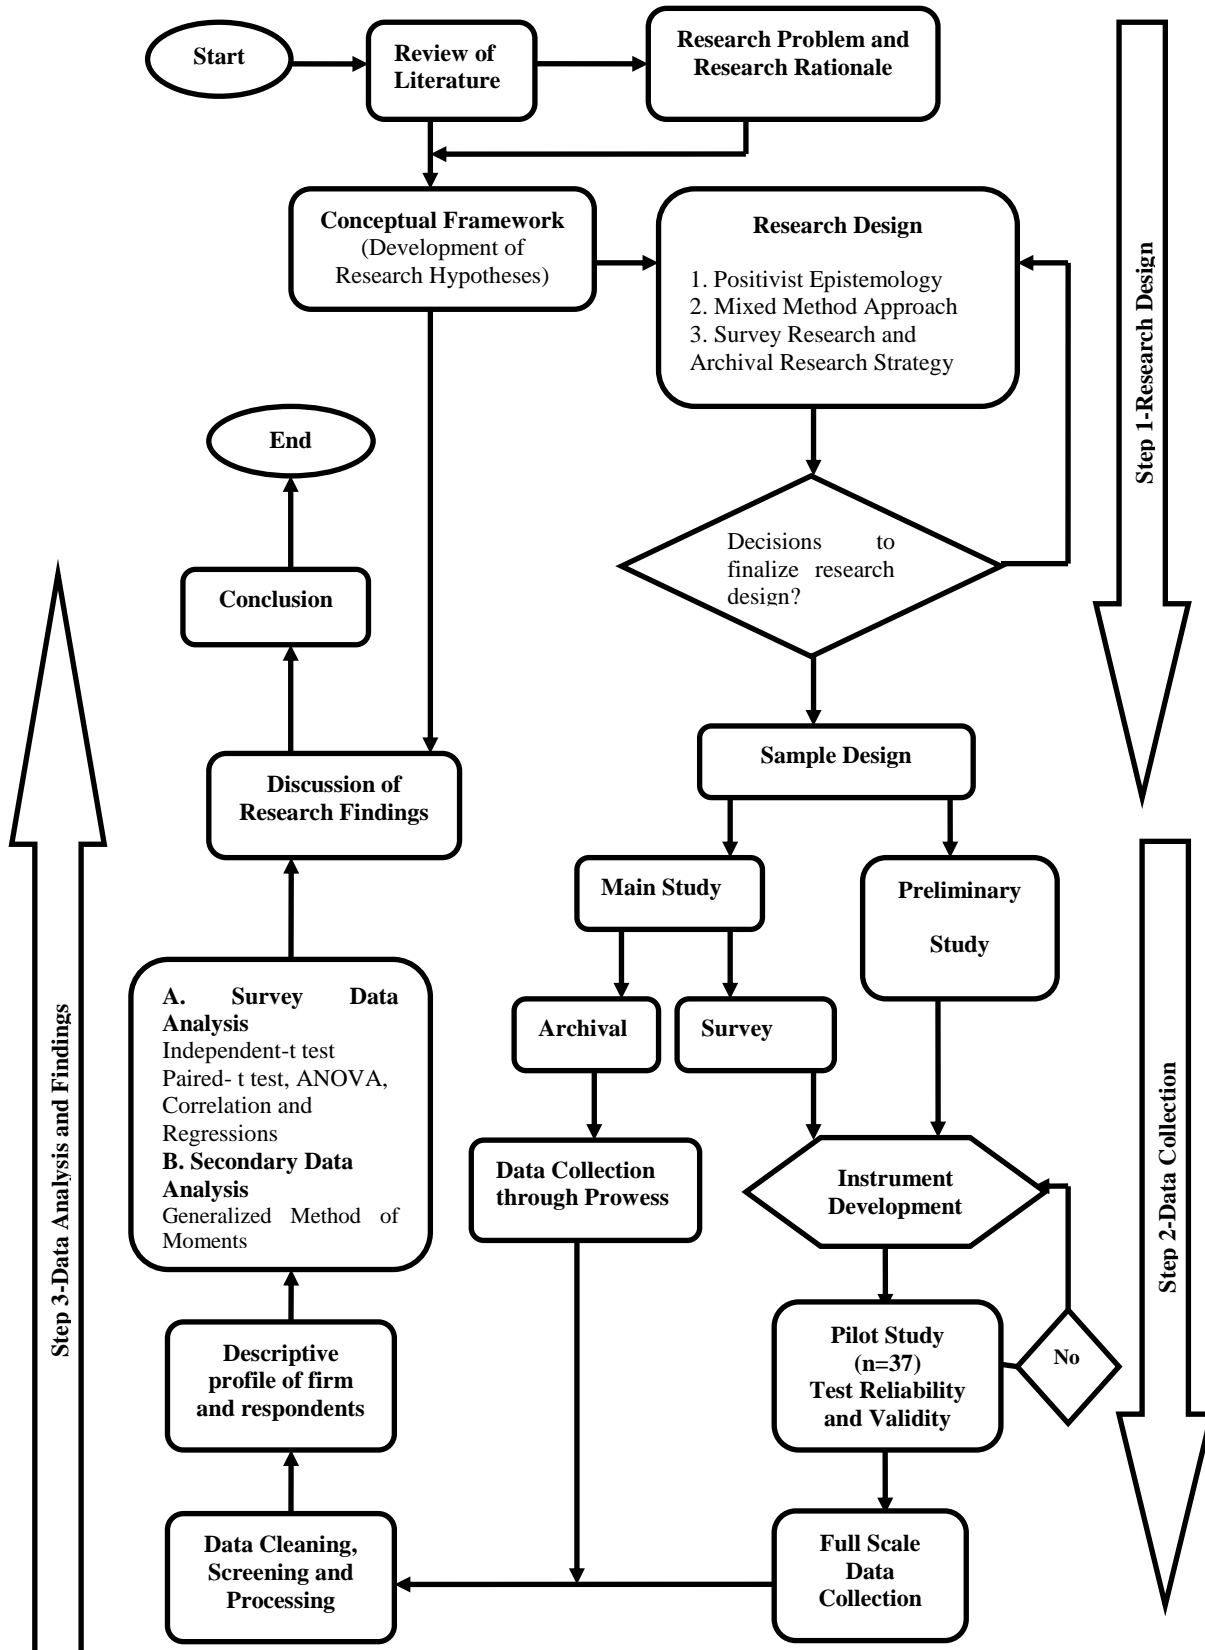 Start
Review of
Literature
Research Problem and
Research Rationale
Conceptual Framework
(Development of
Research Hypotheses)
Research Design
1. Positivist Epistemology
2. Mixed Method Approach
3. Survey Research and
Archival Research Strategy
Step 1-Research Design
End
Decisions to
finalize research
design?
Conclusion
Sample Design
Discussion of
Research Findings
Main Study
Preliminary
Study
Archival
Survey
A. Survey Data
Analysis
Independent-t test
Paired- t test, ANOVA,
Correlation and
Regressions
B. Secondary Data
Analysis
Generalized Method of
Moments
Data Collection
through Prowess
Instrument
Development
Step 2-Data Collection
Step 3-Data Analysis and Findings
Pilot Study
(n=37)
Test Reliability
and Validity
No
Descriptive
profile of firm
and respondents
Data Cleaning,
Screening and
Processing
Full Scale
Data
Collection